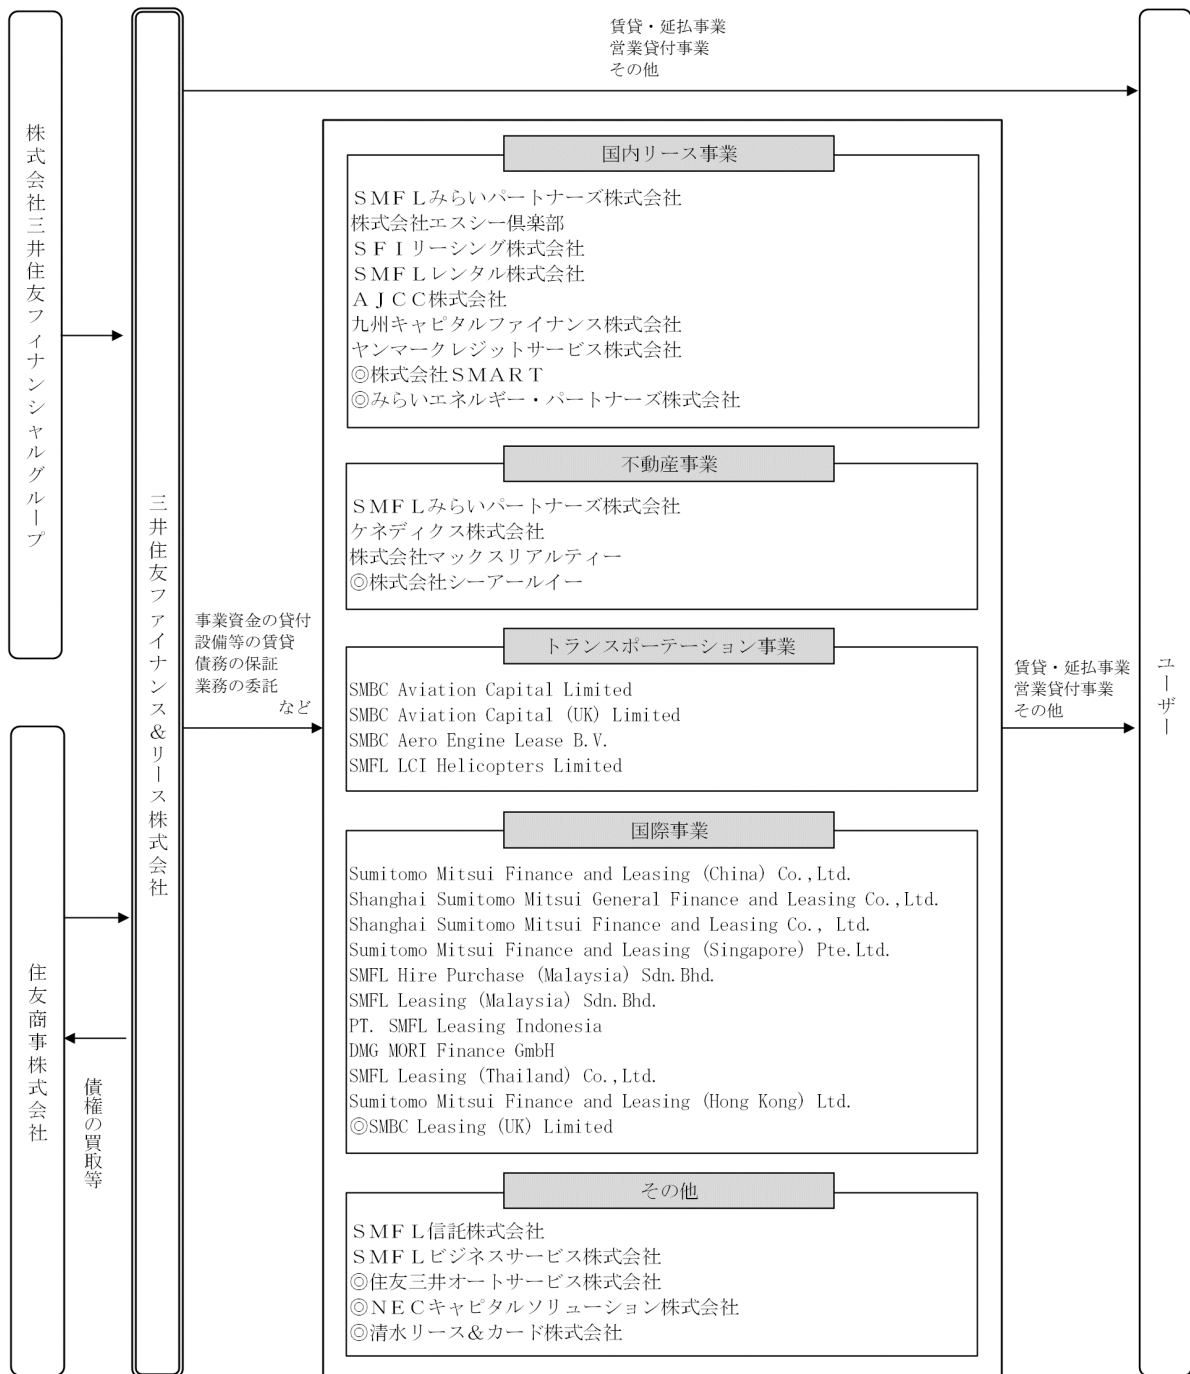 株式会社三井住友フィナンシャルグループ
住友商事株式会社
債権の買取等
三井住友ファイナンス&リース株式会社
賃貸・延払事業
営業貸付事業
その他
事業資金の貸付
設備等の賃貸
債務の保証
業務の委託
など
国内リース事業
SMFLみらいパートナーズ株式会社
株式会社エスシー倶楽部
SFIリーシング株式会社
SMFLレンタル株式会社
AJCC株式会社
九州キャピタルファイナンス株式会社
ヤンマークレジットサービス株式会社
◎株式会社SMART
◎みらいエネルギー・パートナーズ株式会社
不動産事業
SMFLみらいパートナーズ株式会社
ケネディクス株式会社
株式会社マックスリアルティー
◎株式会社シーアールイー
トランスポーテーション事業
SMBC Aviation Capital Limited
SMBC Aviation Capital (UK) Limited
SMBC Aero Engine Lease B.V.
SMFL LCI Helicopters Limited
国際事業
Sumitomo Mitsui Finance and Leasing (China) Co.,Ltd.
Shanghai Sumitomo Mitsui General Finance and Leasing Co.,Ltd.
Shanghai Sumitomo Mitsui Finance and Leasing Co., Ltd.
Sumitomo Mitsui Finance and Leasing (Singapore) Pte.Ltd.
SMFL Hire Purchase (Malaysia) Sdn.Bhd.
SMFL Leasing (Malaysia) Sdn.Bhd.
PT. SMFL Leasing Indonesia
DMG MORI Finance GmbH
SMFL Leasing (Thailand) Co.,Ltd.
Sumitomo Mitsui Finance and Leasing (Hong Kong) Ltd.
◎SMBC Leasing (UK) Limited
その他
SMFL信託株式会社
SMFLビジネスサービス株式会社
◎住友三井オートサービス株式会社
◎NECキャピタルソリューション株式会社
◎清水リース&カード株式会社
賃貸・延払事業
営業貸付事業
その他
ユーザー